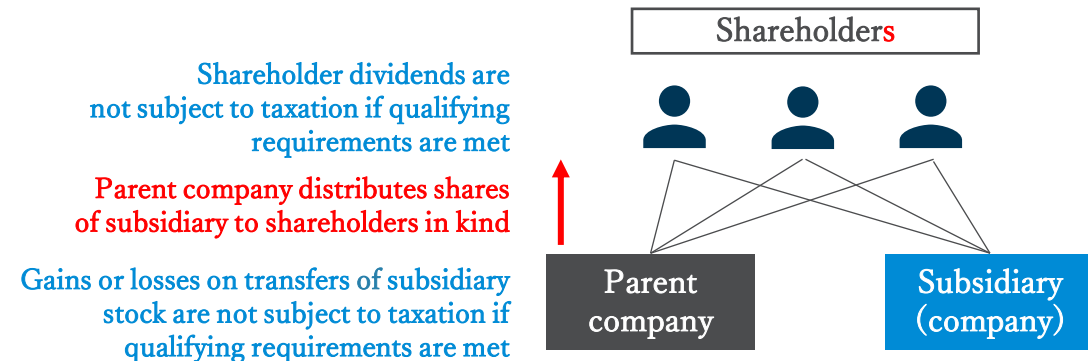 Shareholders
Shareholder dividends are
not subject to taxation if qualifying
requirements are met
Parent company distributes shares
of subsidiary to shareholders in kind
Gains or losses on transfers of subsidiary
stock are not subject to taxation if
qualifying requirements are met
Parent
company
Subsidiary
(company)